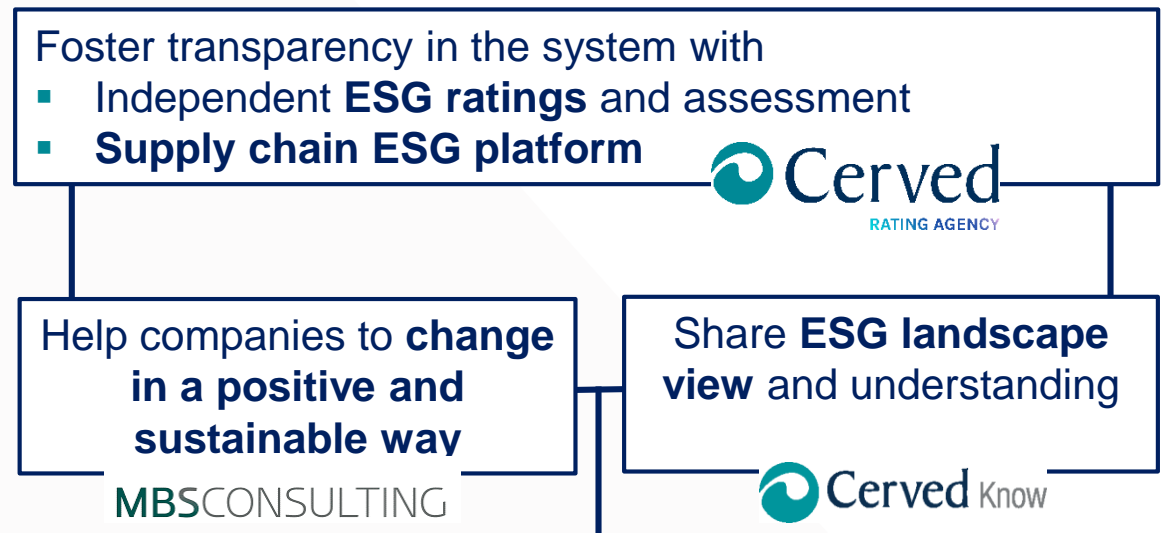 Foster transparency in the system with
▪ Independent ESG ratings and assessment
▪ Supply chain ESG platform
Cerved
RATING AGENCY
Help companies to change
in a positive and
sustainable way
MBSCONSULTING
Share ESG landscape
view and understanding
Cerved Know